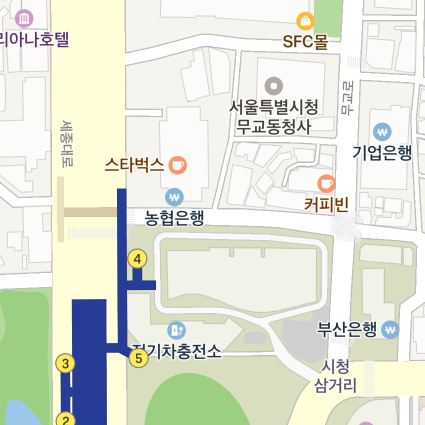 리아나호텔
SFC몰
세종대로
서울특별시청
무교동청사
무교로
기업은행
스타벅스
커피빈
농협은행
4
전기차충전소
부산은행
5
3
시청
삼거리
2